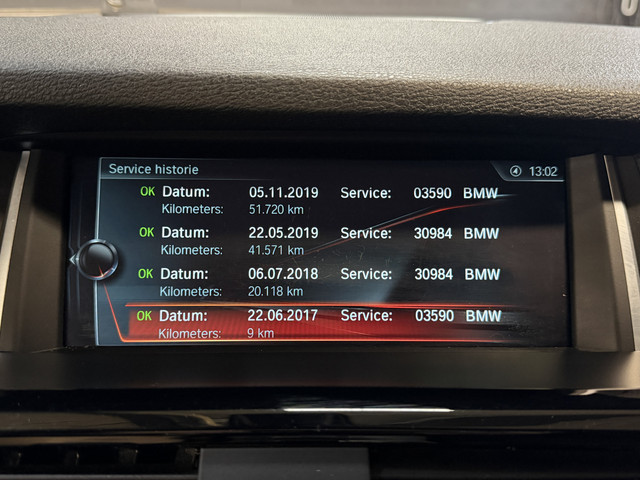 Service historie 13:02
OK Datum: 05.11.2019 Service: 03590 BMW
Kilometers: 51.720 km
OK Datum: 22.05.2019 Service: 30984 BMW
Kilometers: 41.571 km
OK Datum: 06.07.2018 Service: 30984 BMW
Kilometers: 20.118 km
OK Datum: 22.06.2017 Service: 03590 BMW
Kilometers: 9 km